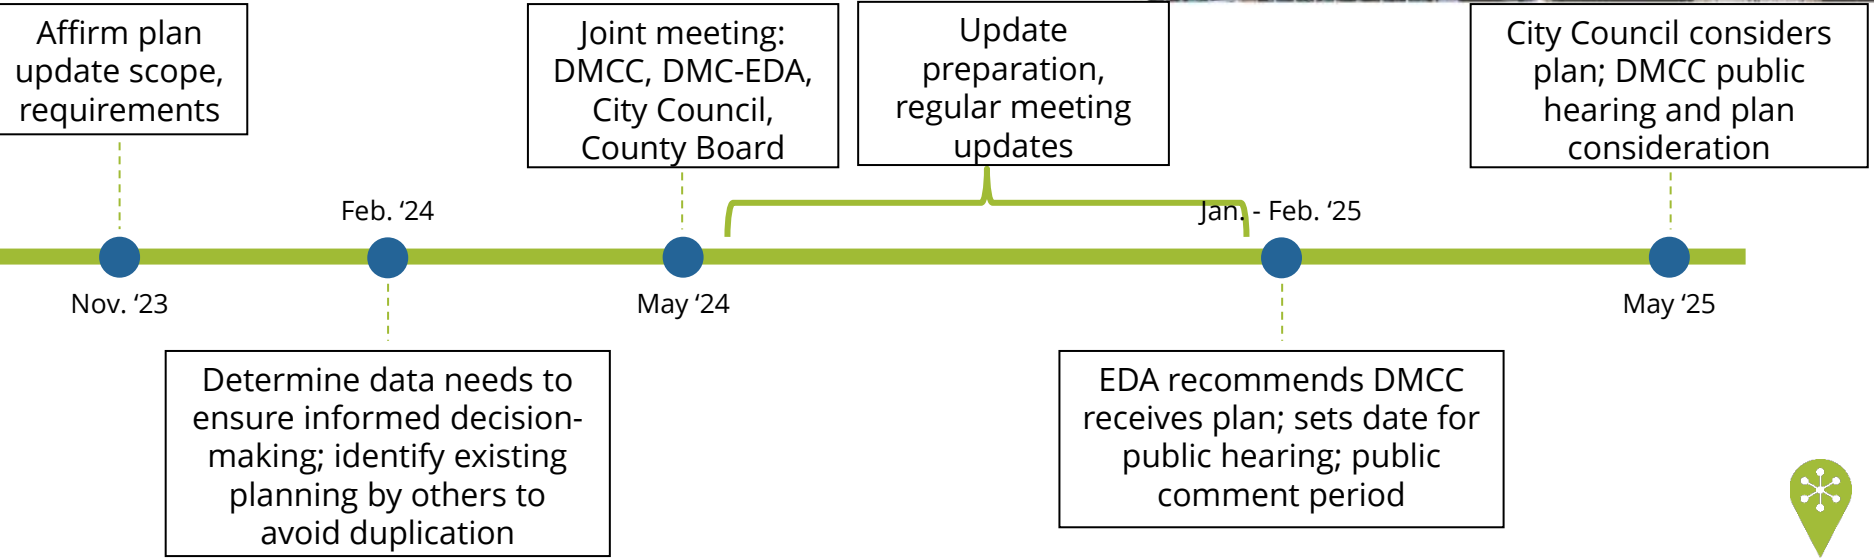 Affirm plan
update scope,
requirements
Nov. ‘23
Feb. ‘24
Determine data needs to
ensure informed decision-
making; identify existing
planning by others to
avoid duplication
Joint meeting:
DMCC, DMC-EDA,
City Council,
County Board
May ‘24
Update
preparation,
regular meeting
updates
Jan. - Feb. ‘25
EDA recommends DMCC
receives plan; sets date for
public hearing; public
comment period
City Council considers
plan; DMCC public
hearing and plan
consideration
May ‘25